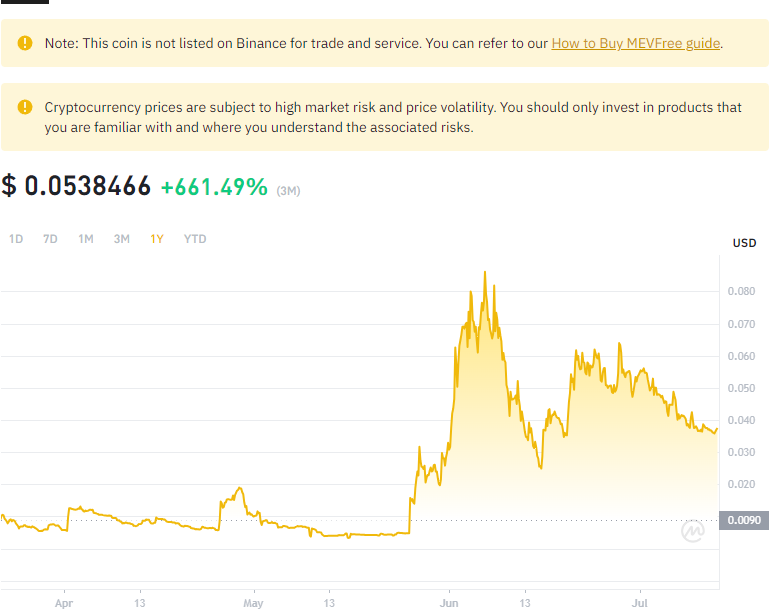 Note: This coin is not listed on Binance for trade and service. You can refer to our How to Buy MEVFree guide.
Cryptocurrency prices are subject to high market risk and price volatility. You should only invest in products that
you are familiar with and where you understand the associated risks.
$ 0.0538466 +661.49% (3M)
1D 7D 1M 3M 1Y YTD
USD
0.080
0.070
0.060
0.050
0.040
0.030
0.020
0.0090
Apr 13 May 13 Jun 13 Jul